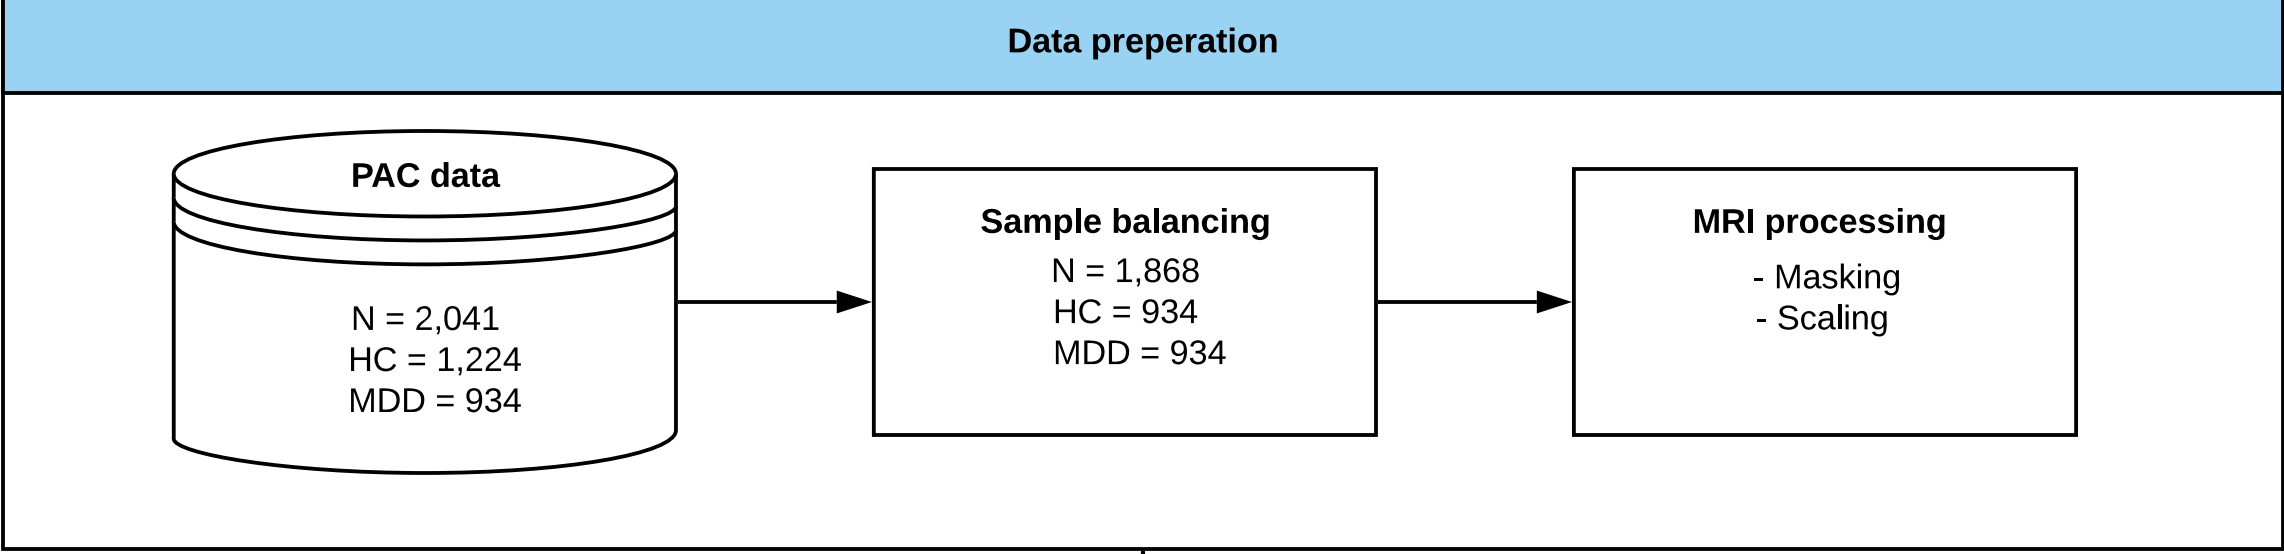 Data preperation
PAC data
N = 2,041
HC = 1,224
MDD = 934
Sample balancing
N = 1,868
HC = 934
MDD = 934
MRI processing
- Masking
- Scaling